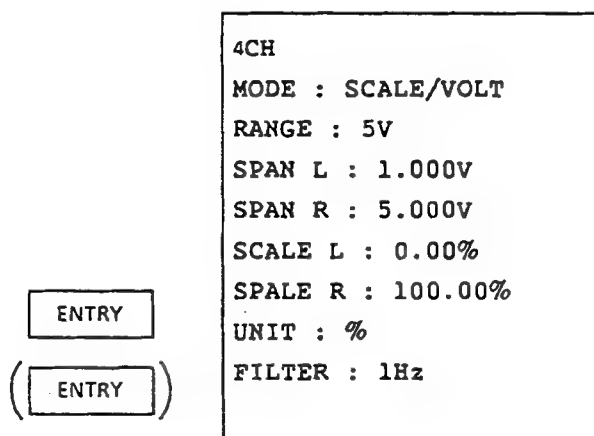 4CH
MODE : SCALE/VOLT
RANGE : 5V
SPAN L : 1.000V
SPAN R : 5.000V
SCALE L : 0.00%
SPALE R : 100.00%
UNIT : %
FILTER : 1Hz
ENTRY
(ENTRY)